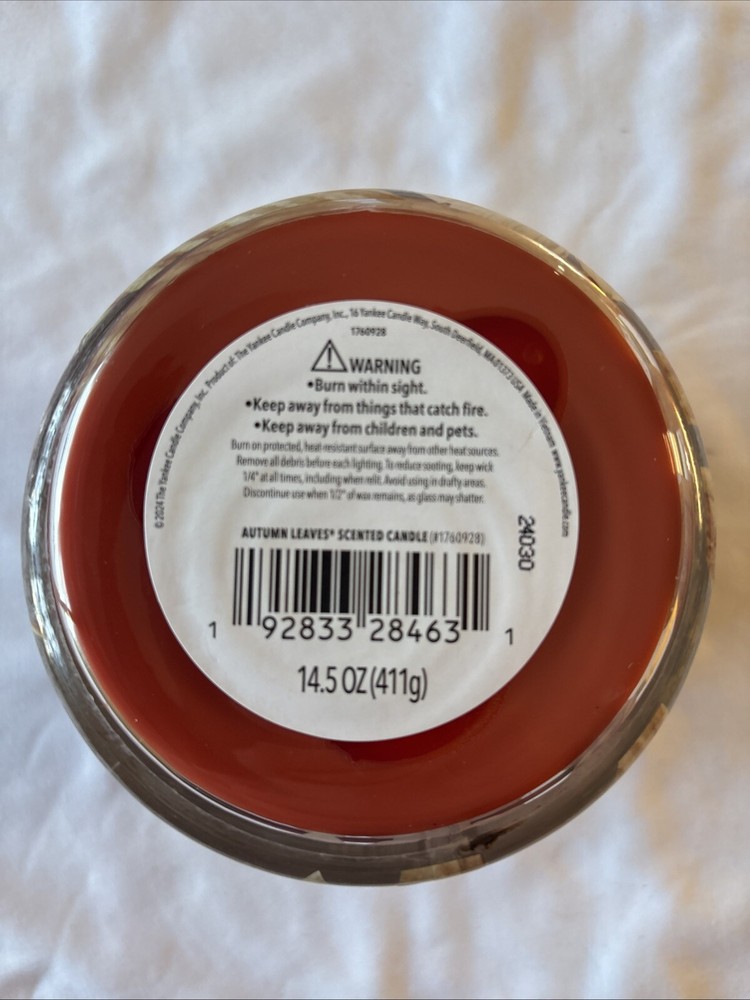 ©2024 The Yankee Candle Company, Inc. Product of: The Yankee Candle Company, Inc., 16 Yankee Candle Way, South Deerfield, MA 01373 USA. Made in Vietnam www.yankeecandle.com
1760928
WARNING
•Burn within sight.
•Keep away from things that catch fire.
•Keep away from children and pets.
Burn on protected, heat-resistant surface away from other heat sources.
Remove all debris before each lighting. To reduce sooting, keep wick
1/4" at all times, including when relit. Avoid using in drafty areas.
Discontinue use when 1/2" of wax remains, as glass may shatter.
AUTUMN LEAVES® SCENTED CANDLE (#1760928)
24030
1 92833 28463 1
14.5 OZ (411g)